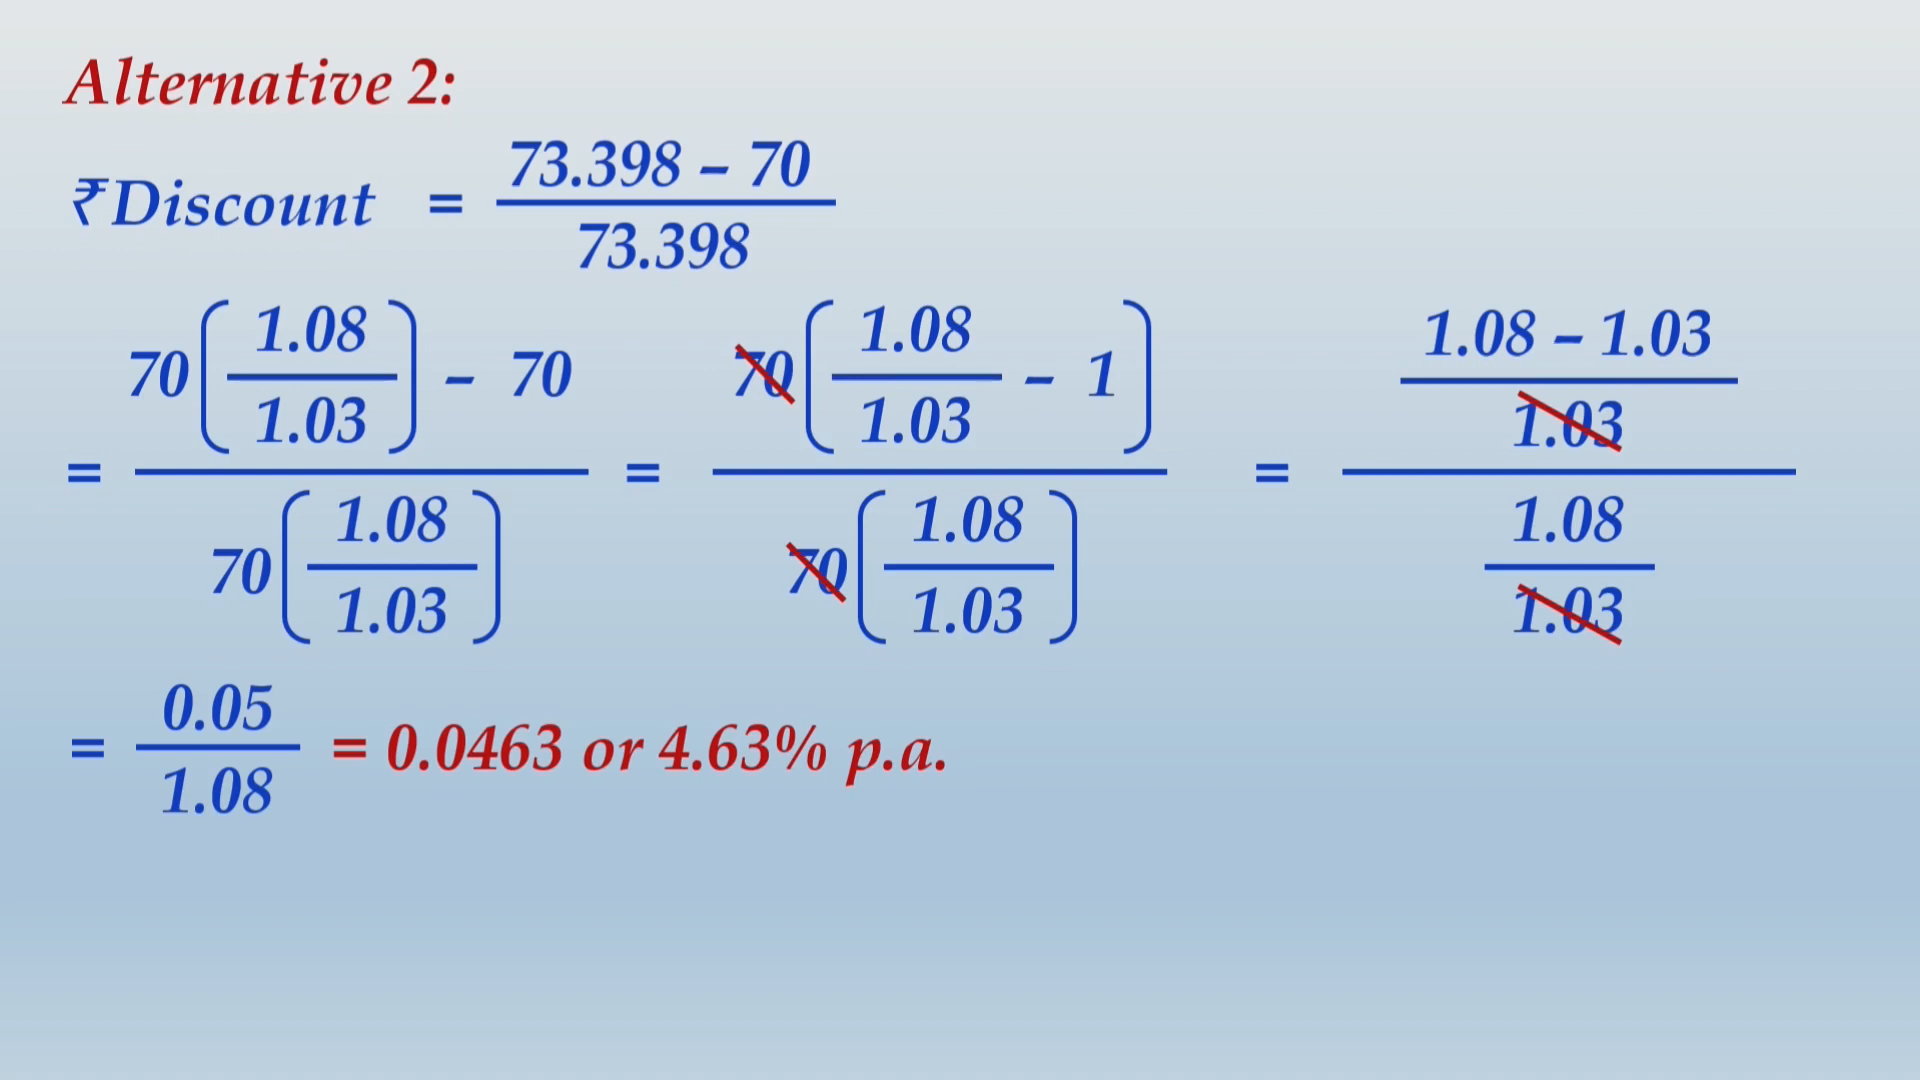 Alternative 2:
₹ Discount = 73.398 – 70
73.398
= 70 ( 1.08 / 1.03 ) – 70 / 70 ( 1.08 / 1.03 ) = 70 ( 1.08 / 1.03 – 1 ) / 70 ( 1.08 / 1.03 ) = 1.08 – 1.03 / 1.03 / 1.08 / 1.03
= 0.05 / 1.08 = 0.0463 or 4.63% p.a.